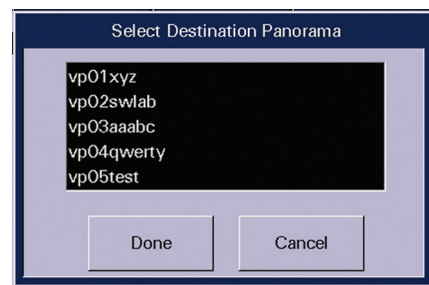 Select Destination Panorama
vp01xyz
vp02swlab
vp03aaabc
vp04qwerty
vp05test
Done Cancel